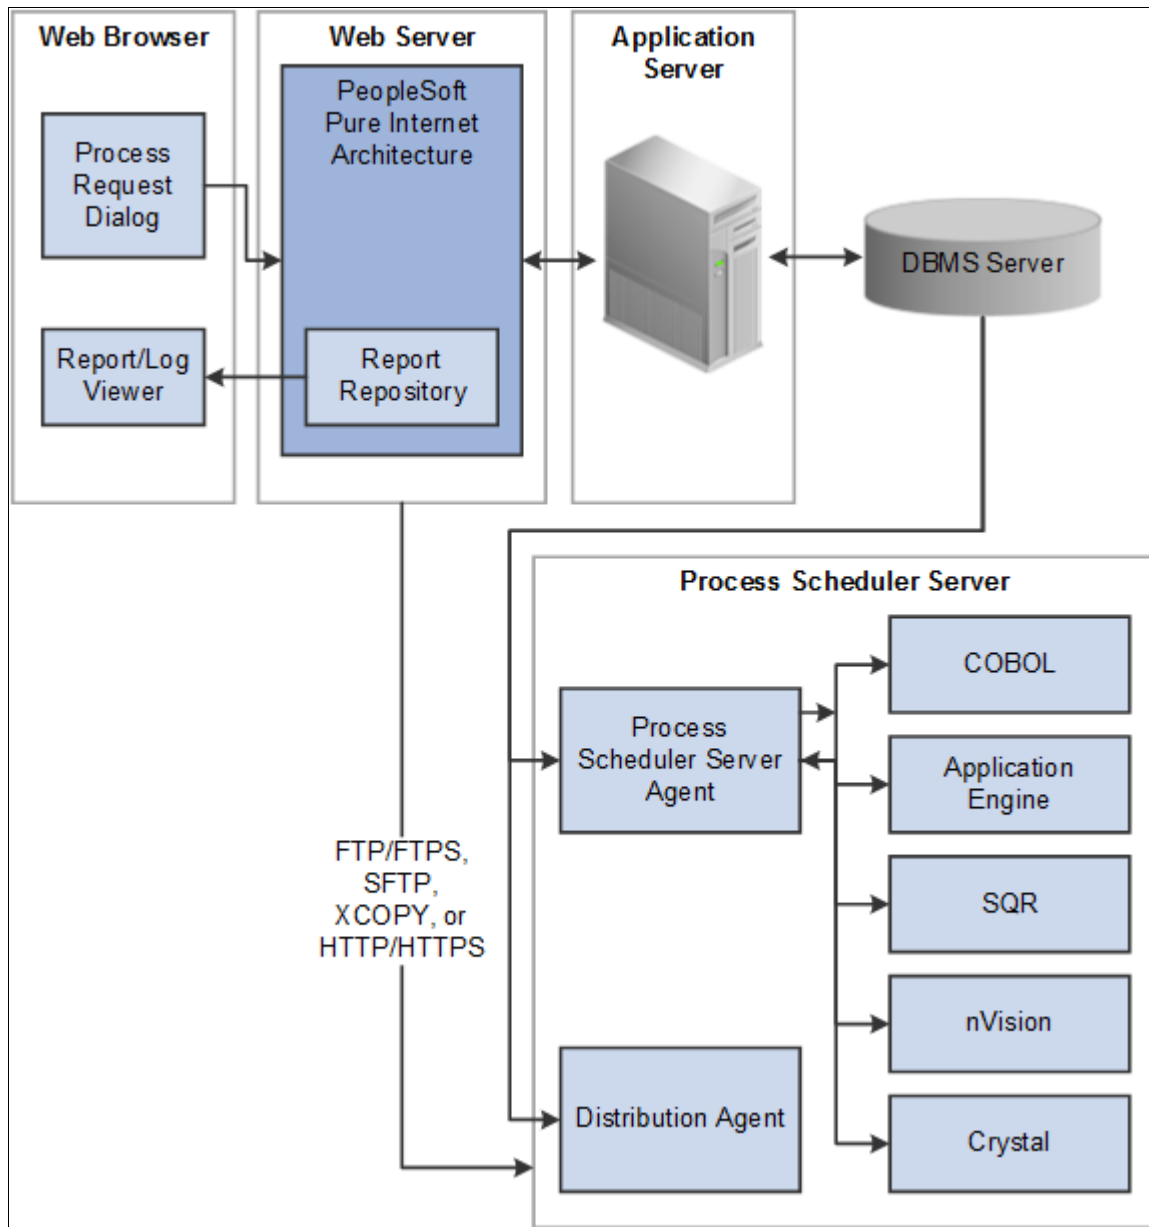 Web Browser
Web Server
Application
Server
PeopleSoft
Pure Internet
Architecture
Process
Request
Dialog
DBMS Server
Report/Log
Viewer
Report
Repository
Process Scheduler Server
COBOL
Process
Scheduler Server
Agent
Application
Engine
FTP/FTPS,
SFTP,
XCOPY, or
HTTP/HTTPS
SQR
nVision
Distribution Agent
Crystal